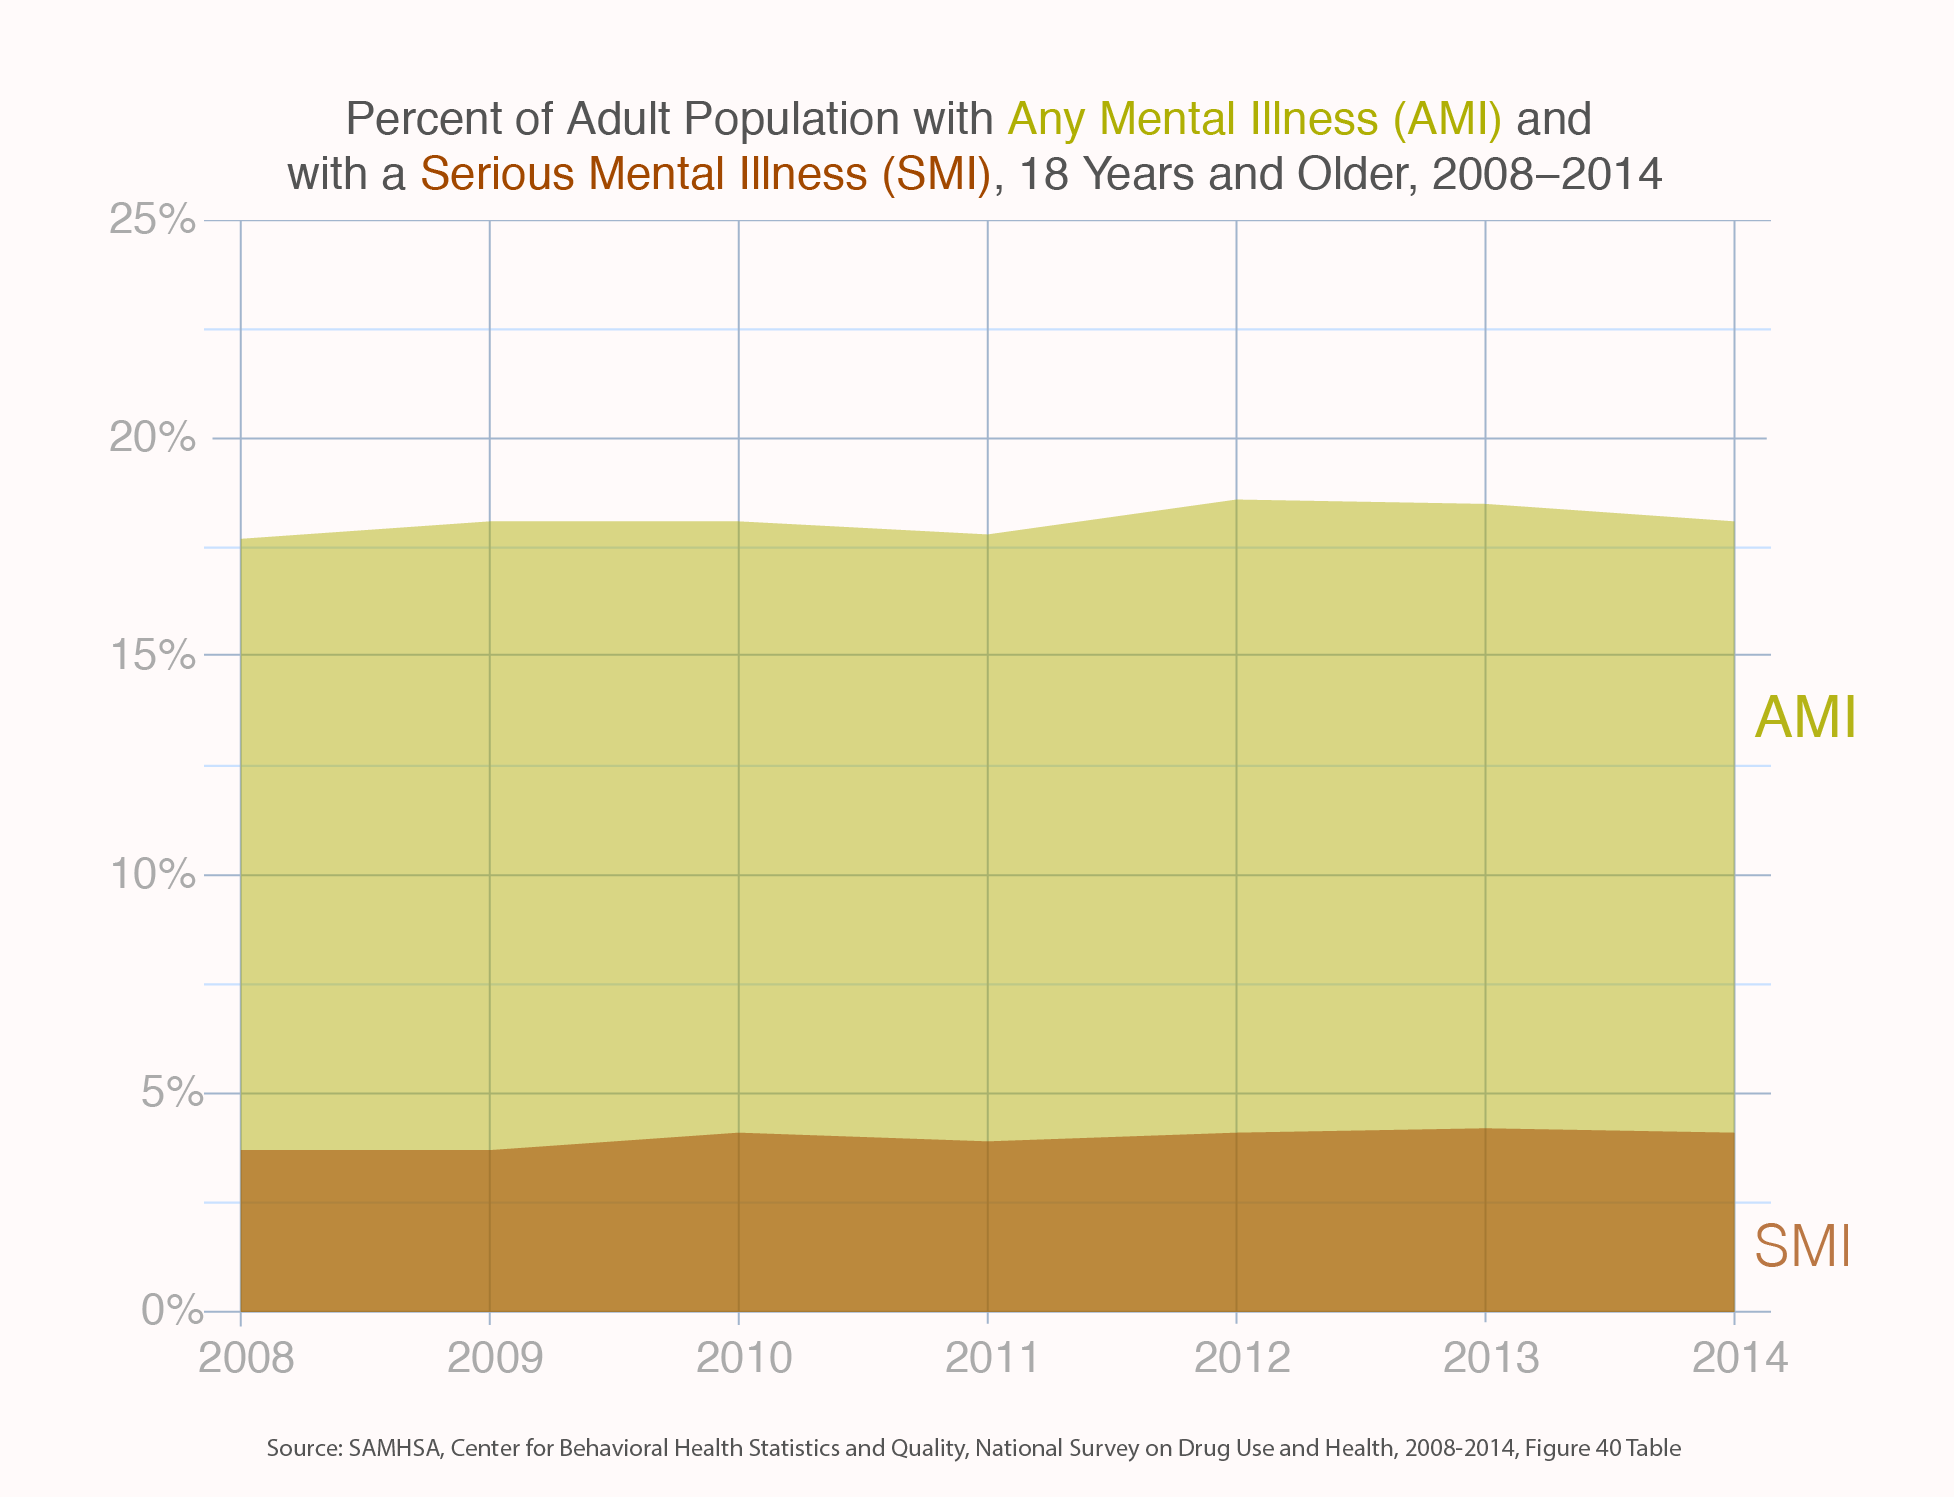 Percent of Adult Population with Any Mental Illness (AMI) and
with a Serious Mental Illness (SMI), 18 Years and Older, 2008–2014
25%
20%
15%
AMI
10%
5%
SMI
0%
2008 2009 2010 2011 2012 2013 2014
Source: SAMHSA, Center for Behavioral Health Statistics and Quality, National Survey on Drug Use and Health, 2008-2014, Figure 40 Table